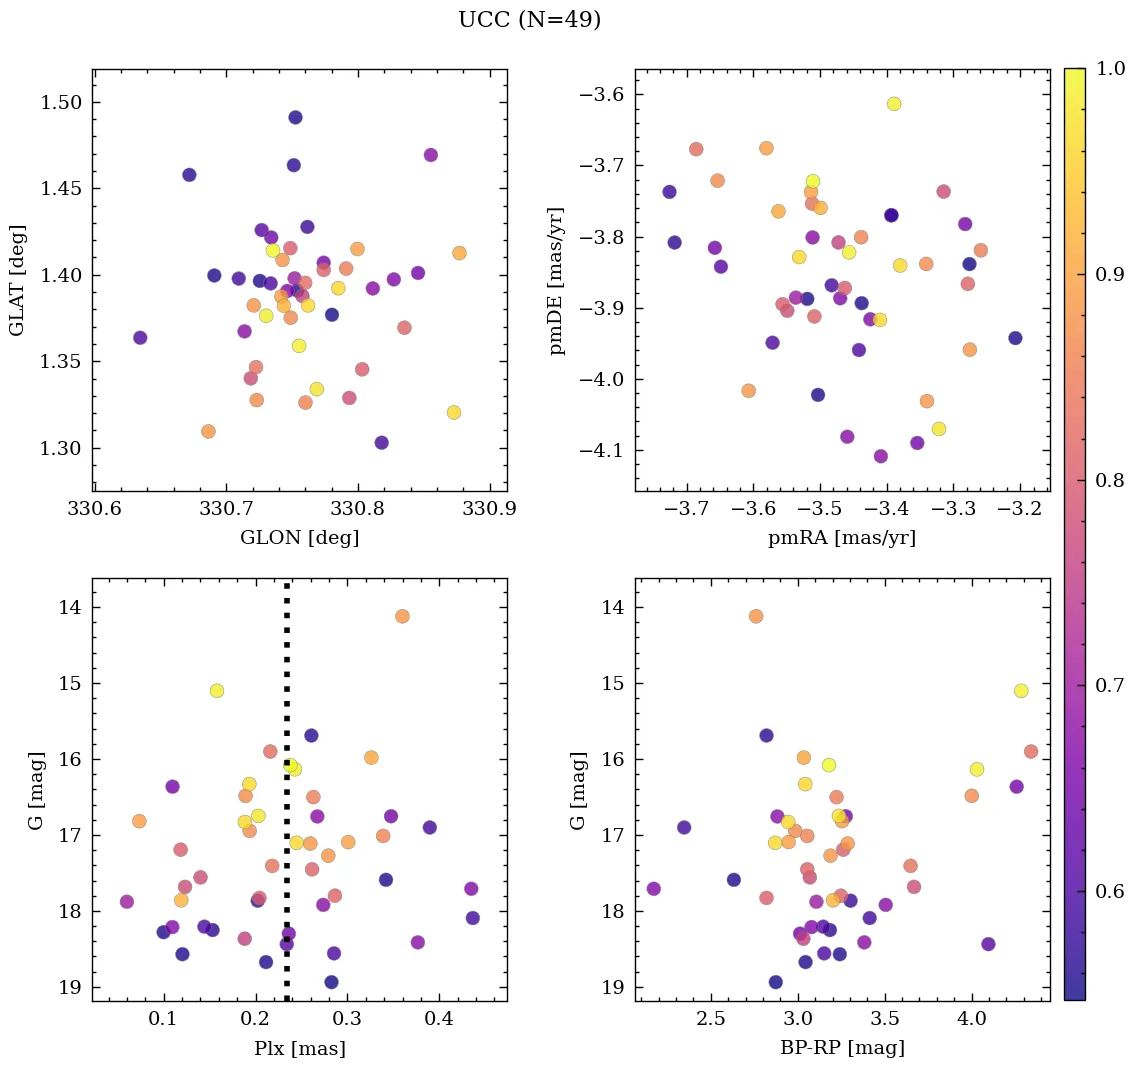 UCC (N=49)
1.50
1.45
1.40
1.35
1.30
GLAT [deg]
330.6 330.7 330.8 330.9
GLON [deg]
−3.6
−3.7
−3.8
−3.9
−4.0
−4.1
pmDE [mas/yr]
−3.7 −3.6 −3.5 −3.4 −3.3 −3.2
pmRA [mas/yr]
1.0
0.9
0.8
0.7
0.6
14
15
16
17
18
19
G [mag]
0.1 0.2 0.3 0.4
Plx [mas]
14
15
16
17
18
19
G [mag]
2.5 3.0 3.5 4.0
BP-RP [mag]